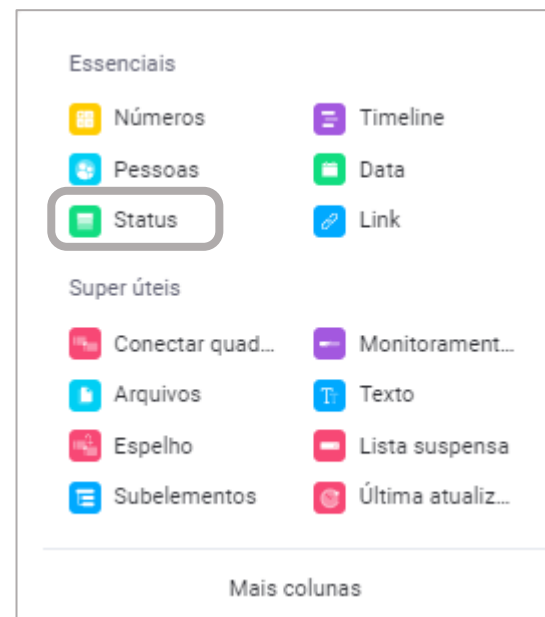 Essenciais
Números
Timeline
Pessoas
Data
Status
Link
Super úteis
Conectar quad...
Monitorament...
Arquivos
Texto
Espelho
Lista suspensa
Subelementos
Última atualiz...
Mais colunas